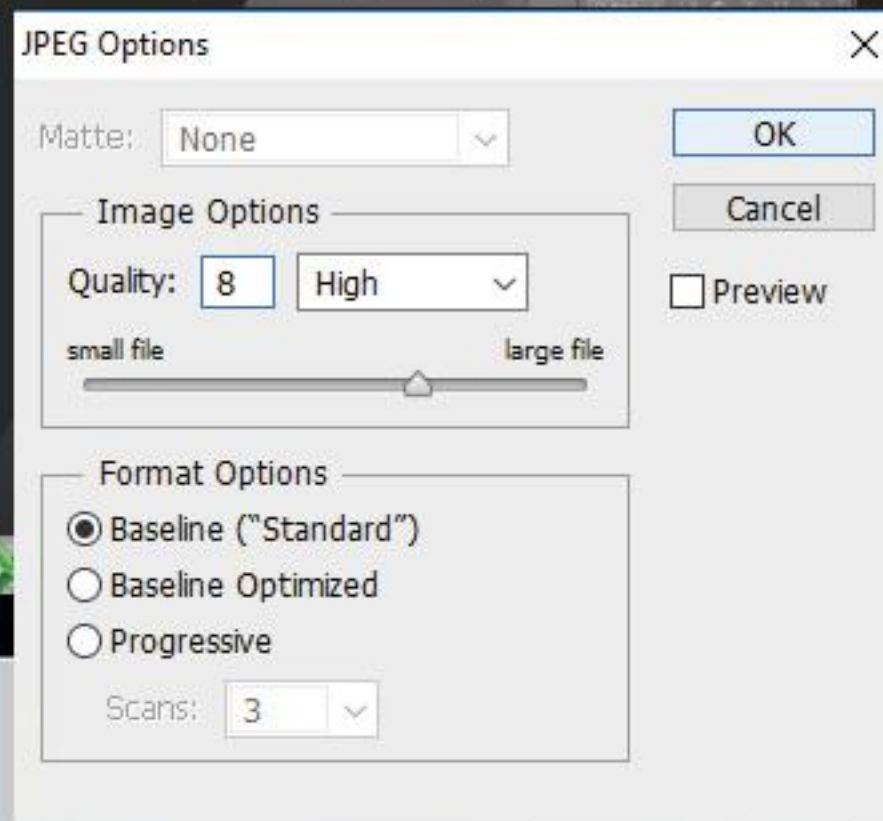 JPEG Options
Matte: None
OK
Cancel
Image Options
Quality: 8 High
Preview
small file large file
Format Options
Baseline (“Standard”)
Baseline Optimized
Progressive
Scans: 3